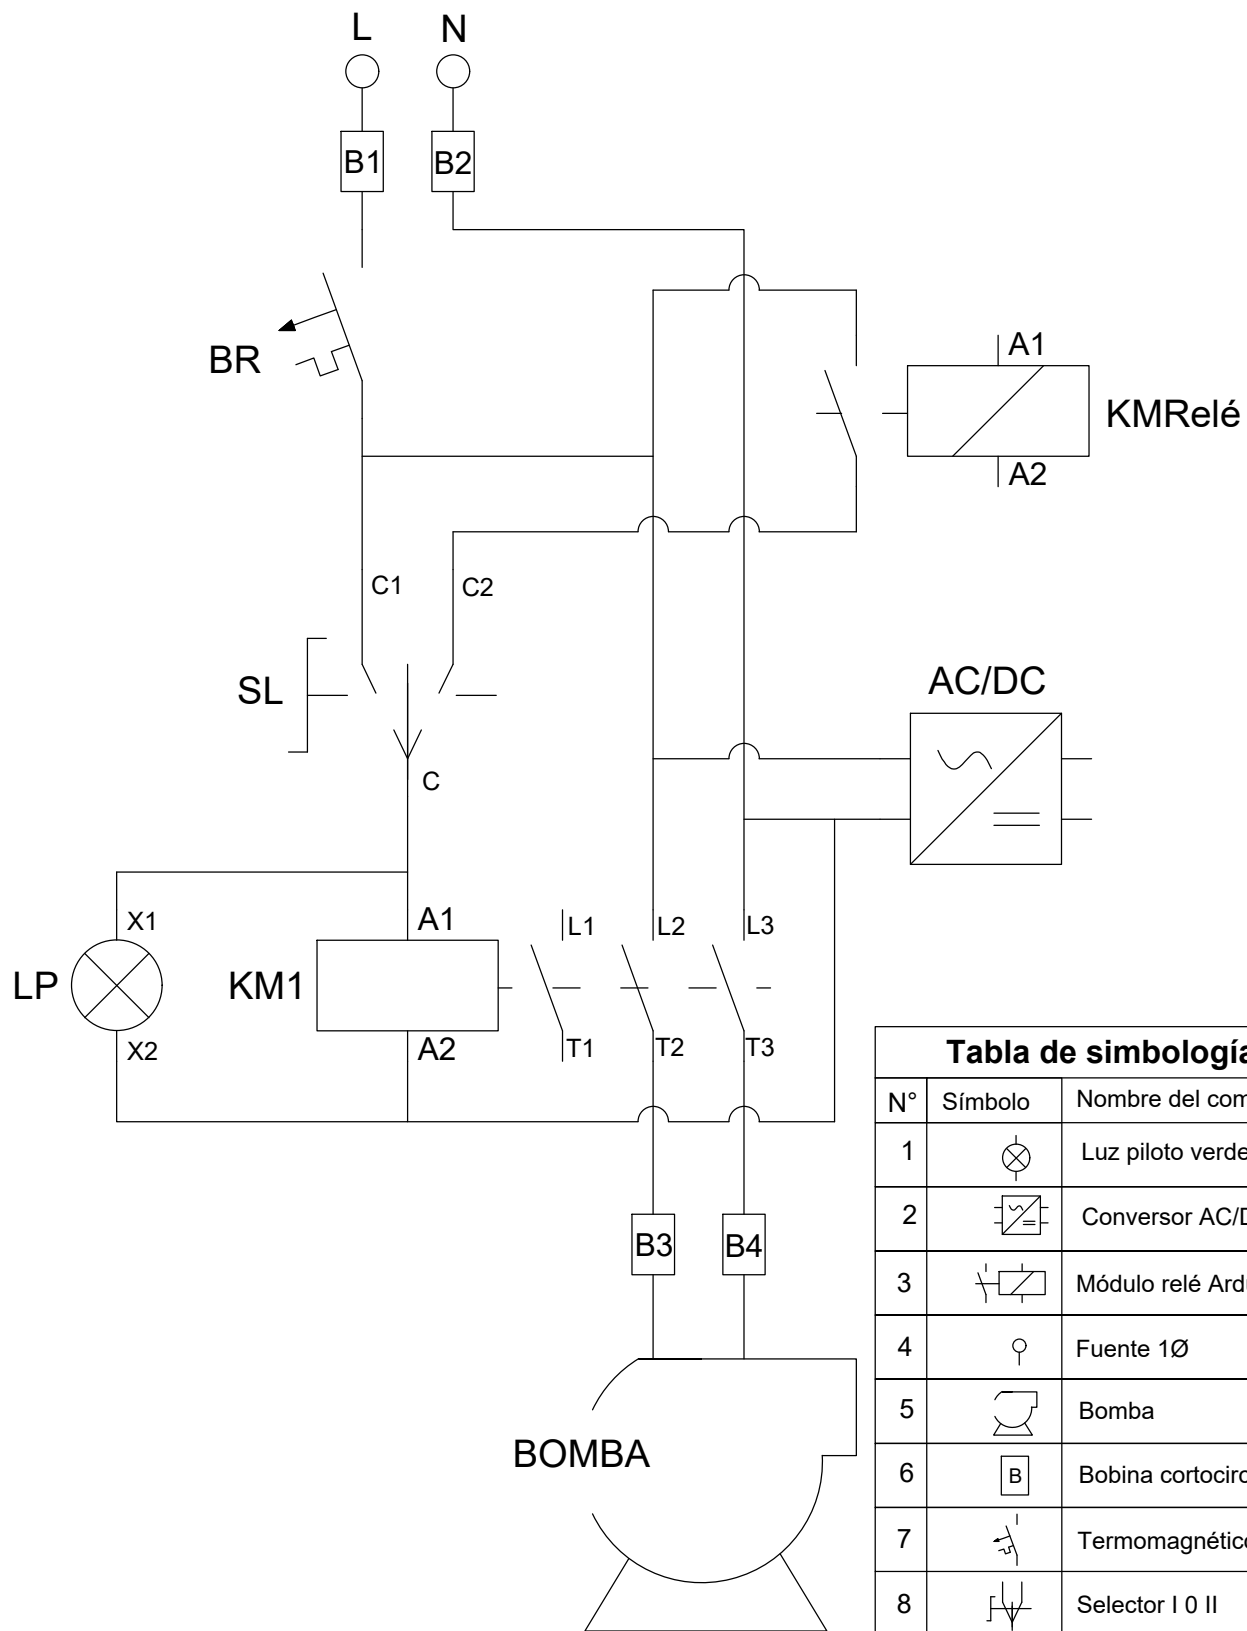 L N
B1 B2
BR
A1
KMRelé
A2
C1 C2
SL
AC/DC
C
X1 A1 L1 L2 L3
LP KM1
X2 A2 T1 T2 T3
B3 B4
BOMBA
Tabla de simbología
N° Símbolo Nombre del com
1 Luz piloto verde
2 Conversor AC/D
3 Módulo relé Ardu
4 Fuente 1Ø
5 Bomba
6 B Bobina cortocirc
7 Termomagnético
8 Selector I 0 II